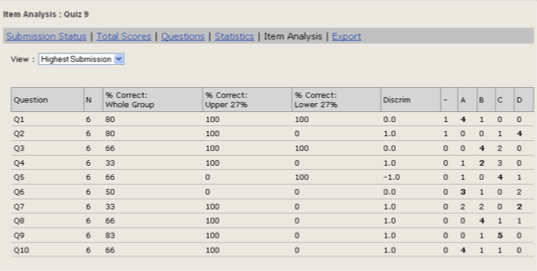 Item Analysis : Quiz 9
Submission Status | Total Scores | Questions | Statistics | Item Analysis | Export
View : Highest Submission
Question N % Correct: Whole Group % Correct: Upper 27% % Correct: Lower 27% Discrim - A B C D
Q1 6 80 100 100 0.0 1 4 1 0 0
Q2 6 80 100 0 1.0 1 0 0 1 4
Q3 6 66 100 100 0.0 0 0 4 2 0
Q4 6 33 100 0 1.0 0 1 2 3 0
Q5 6 66 0 100 -1.0 0 1 0 4 1
Q6 6 50 0 0 0.0 0 3 1 0 2
Q7 6 33 100 0 1.0 0 2 2 0 2
Q8 6 66 100 0 1.0 0 0 4 1 1
Q9 6 83 100 0 1.0 0 0 1 5 0
Q10 6 66 100 0 1.0 0 4 1 1 0